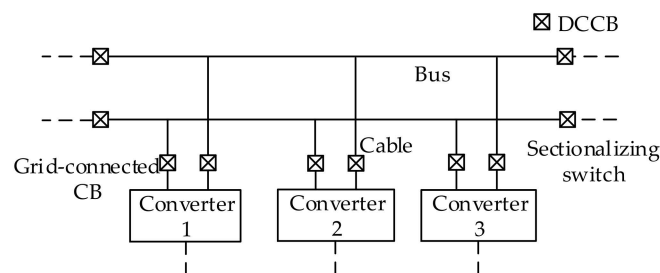 DCCB
Bus
Cable
Grid-connected
CB
Sectionalizing
switch
Converter
1
Converter
2
Converter
3